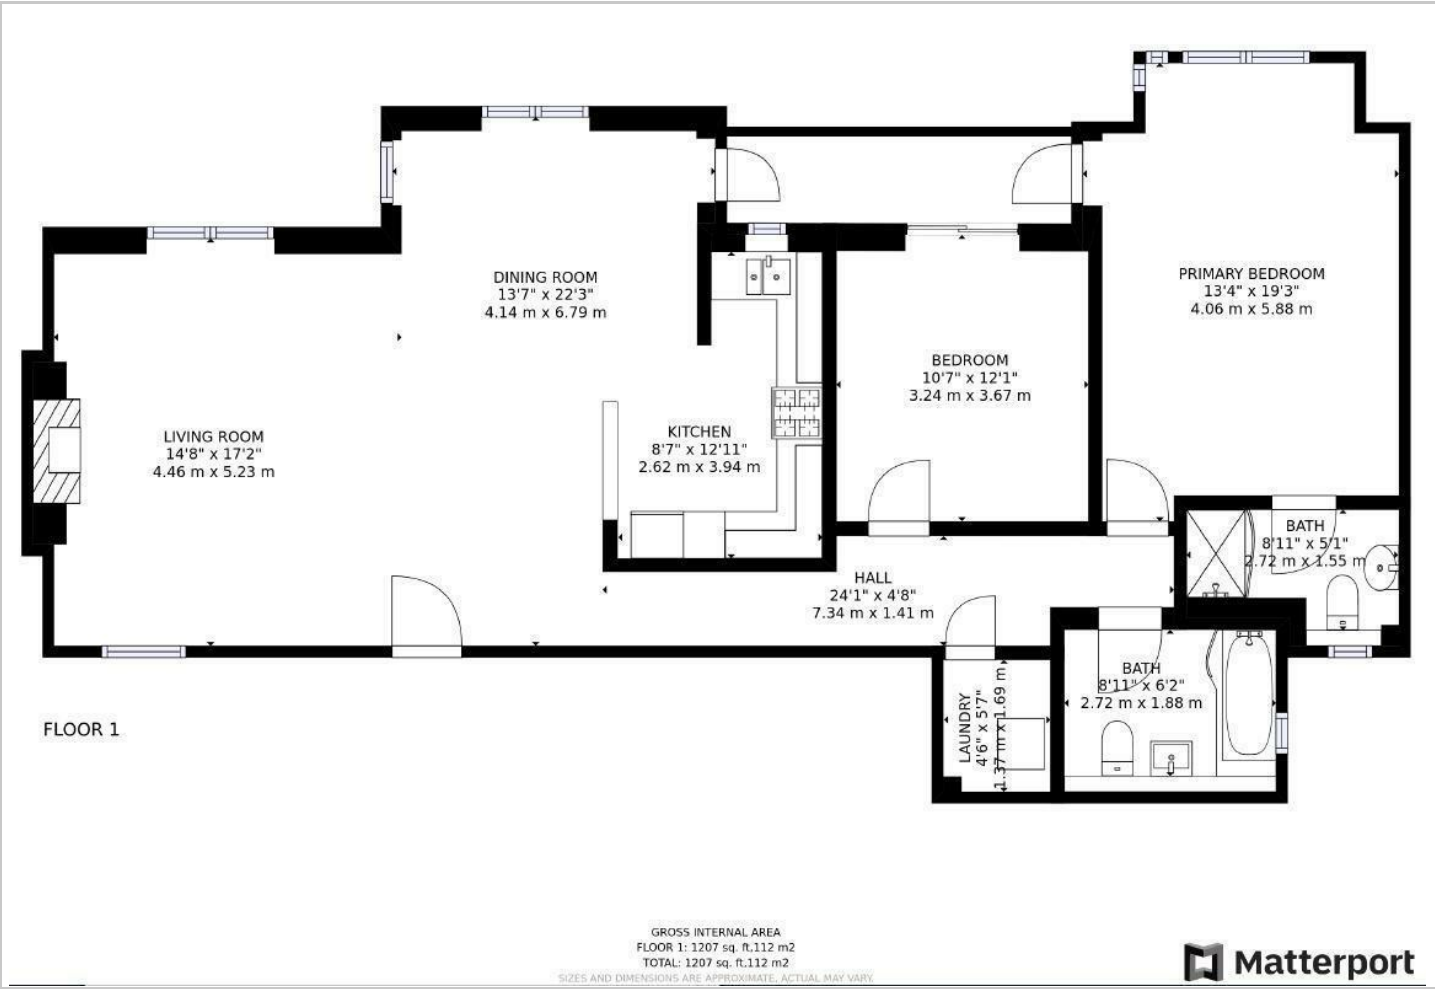 DINING ROOM
13'7" x 22'3"
4.14 m x 6.79 m
PRIMARY BEDROOM
13'4" x 19'3"
4.06 m x 5.88 m
BEDROOM
10'7" x 12'1"
3.24 m x 3.67 m
LIVING ROOM
14'8" x 17'2"
4.46 m x 5.23 m
KITCHEN
8'7" x 12'11"
2.62 m x 3.94 m
BATH
8'11" x 5'1"
2.72 m x 1.55 m
HALL
24'1" x 4'8"
7.34 m x 1.41 m
BATH
8'11" x 6'2"
2.72 m x 1.88 m
LAUNDRY
4'6" x 5'7"
1.37 m x 1.69 m
FLOOR 1
GROSS INTERNAL AREA
FLOOR 1: 1207 sq. ft,112 m2
TOTAL: 1207 sq. ft,112 m2
SIZES AND DIMENSIONS ARE APPROXIMATE, ACTUAL MAY VARY.
Matterport